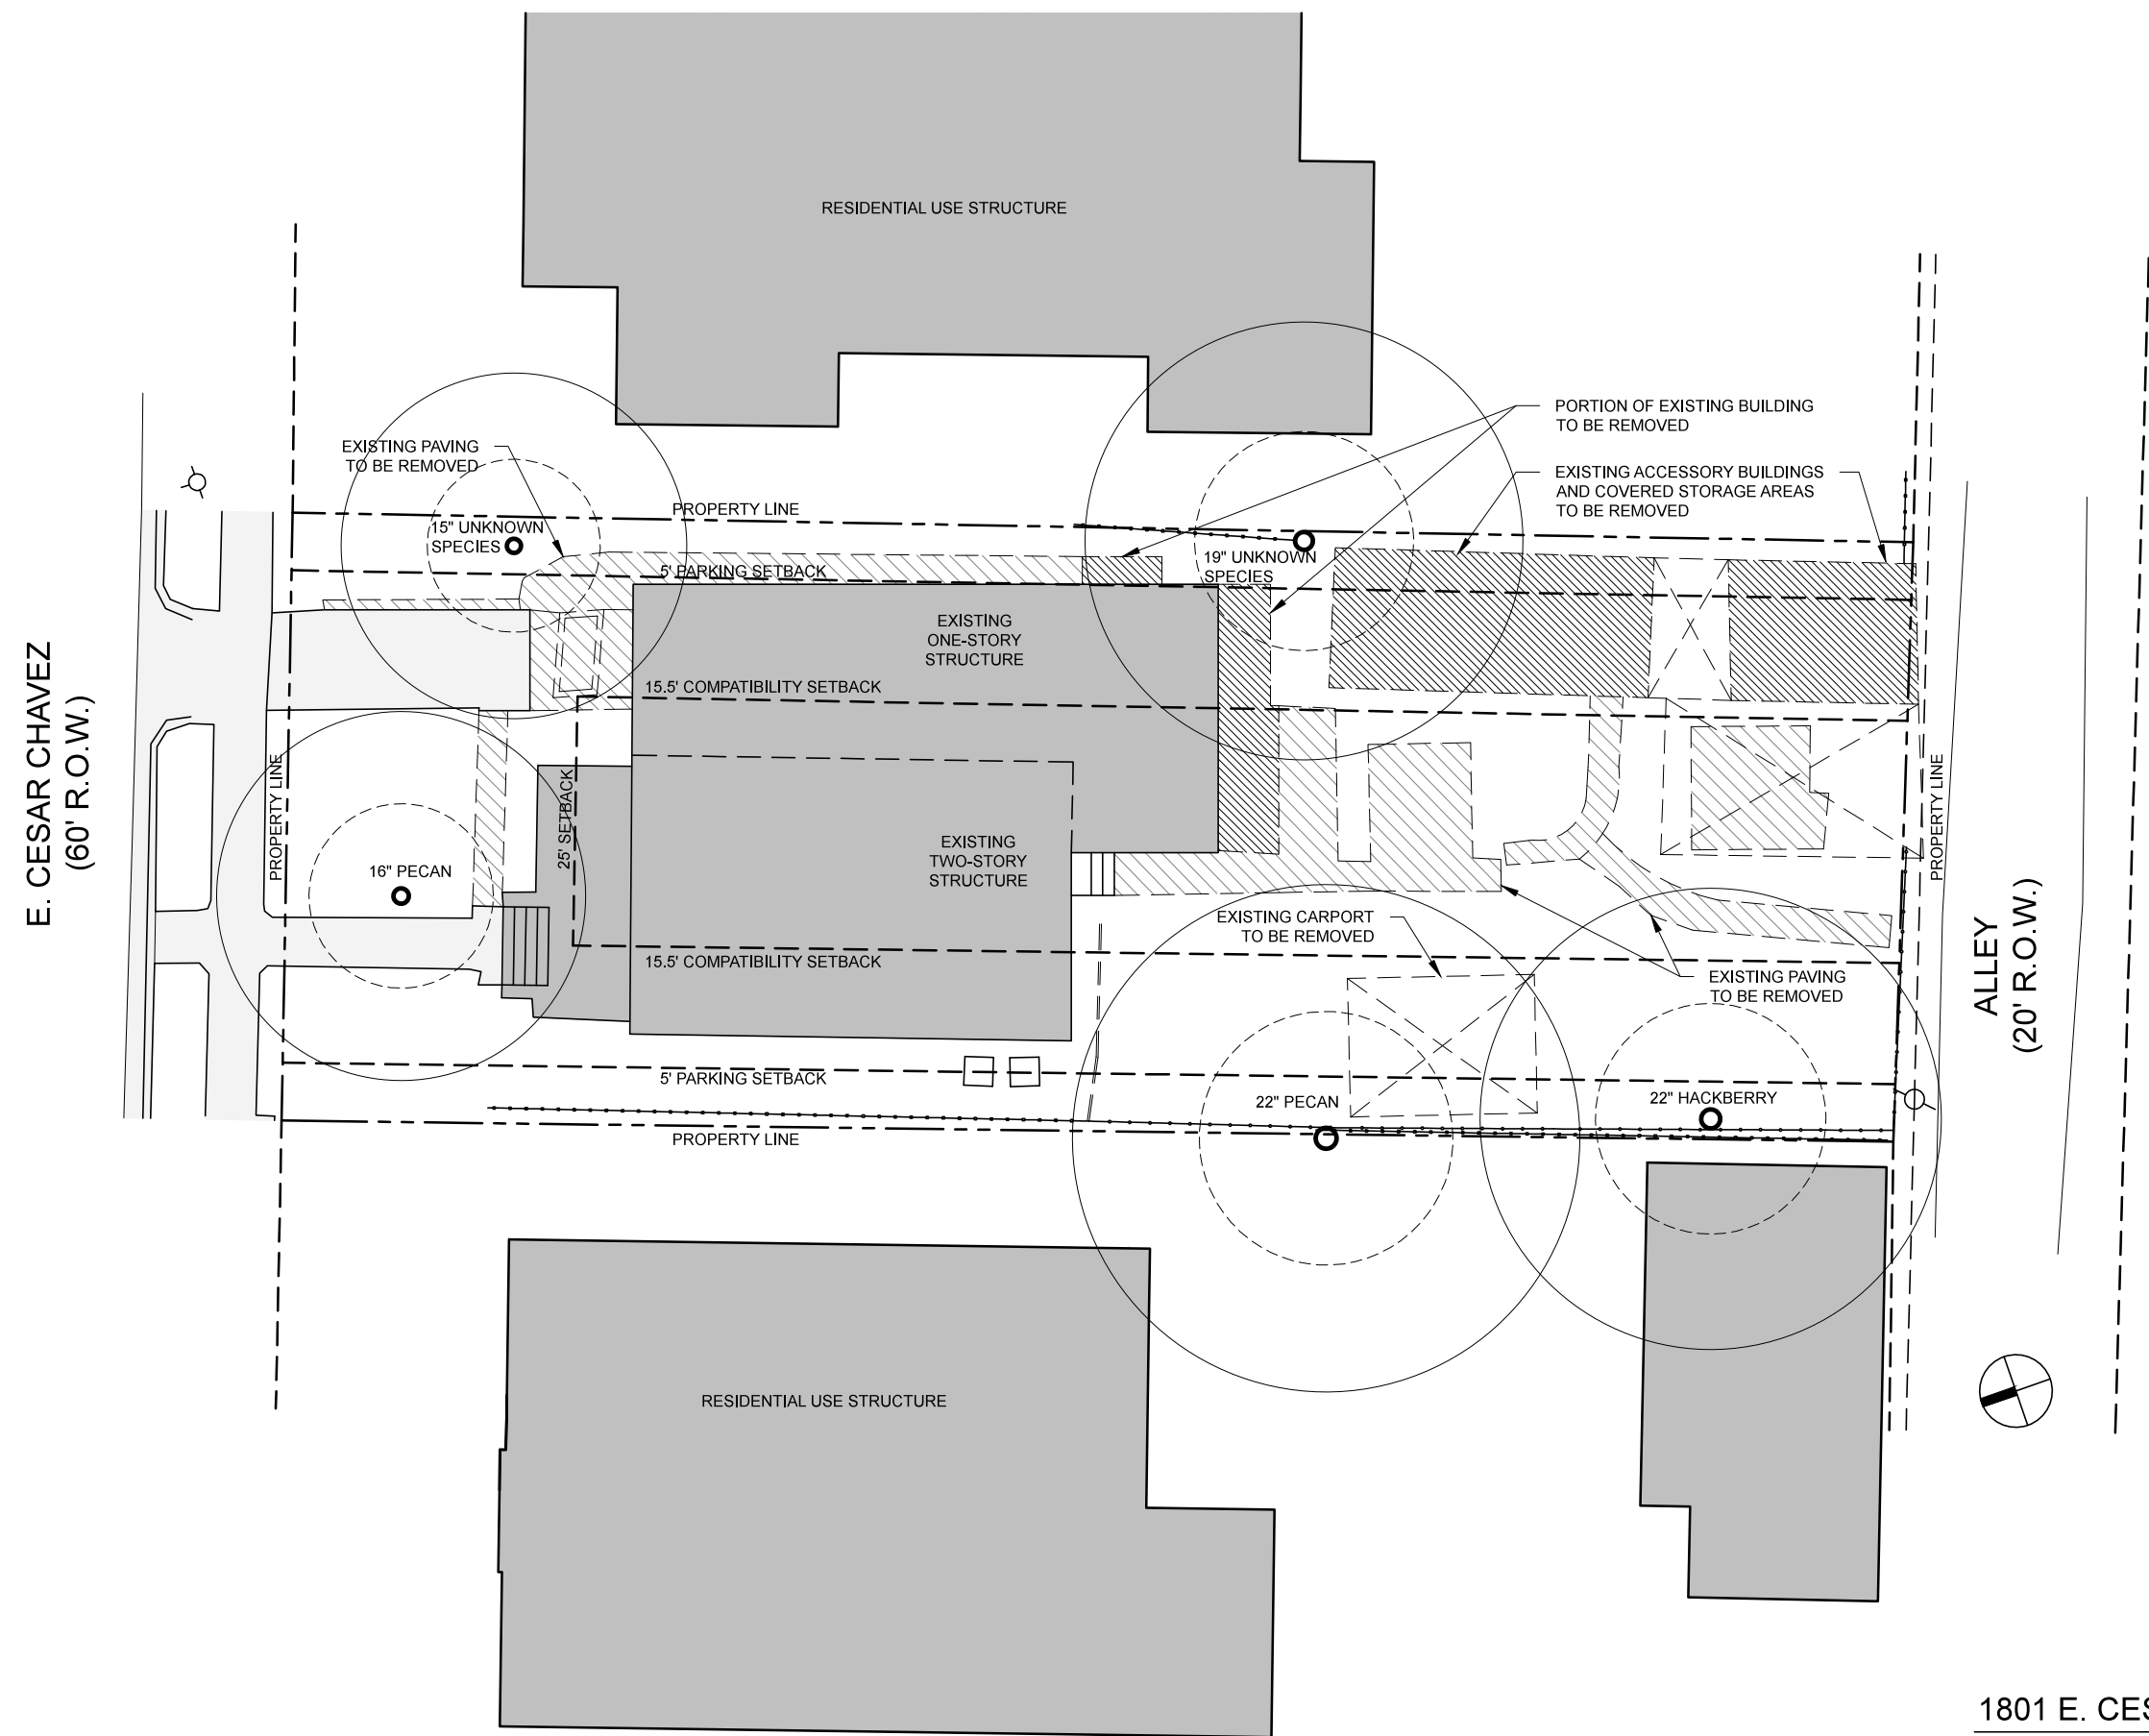 RESIDENTIAL USE STRUCTURE
PORTION OF EXISTING BUILDING
TO BE REMOVED
EXISTING PAVING
TO BE REMOVED
EXISTING ACCESSORY BUILDINGS
AND COVERED STORAGE AREAS
TO BE REMOVED
PROPERTY LINE
15" UNKNOWN
SPECIES
19" UNKNOWN
SPECIES
5' PARKING SETBACK
EXISTING
ONE-STORY
STRUCTURE
15.5' COMPATIBILITY SETBACK
E. CESAR CHAVEZ
(60' R.O.W.)
PROPERTY LINE
25' SETBACK
PROPERTY LINE
16" PECAN
EXISTING
TWO-STORY
STRUCTURE
EXISTING CARPORT
TO BE REMOVED
15.5' COMPATIBILITY SETBACK
EXISTING PAVING
TO BE REMOVED
ALLEY
(20' R.O.W.)
5' PARKING SETBACK
22" PECAN
22" HACKBERRY
PROPERTY LINE
RESIDENTIAL USE STRUCTURE
1801 E. CES